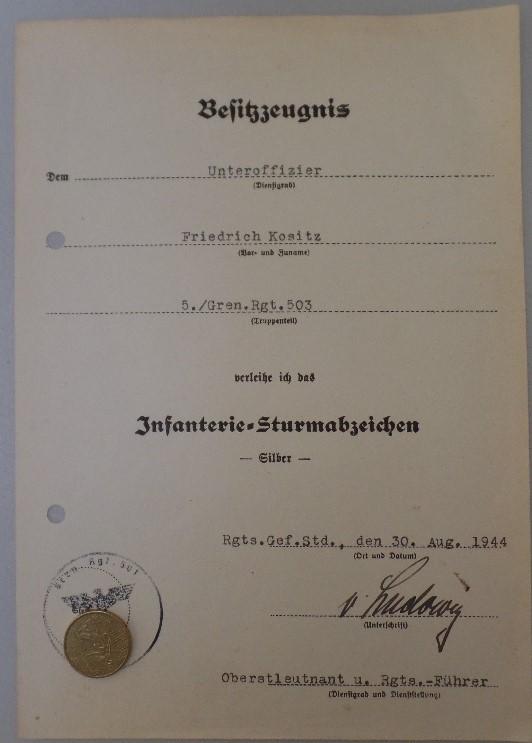 Besitzzeugnis
Dem Unteroffizier
(Dienstgrad)
Friedrich Kositz
(Vor- und Zuname)
5./Gren.Rgt.503
(Truppenteil)
verleihe ich das
Infanterie-Sturmabzeichen
— Silber —
Rgts.Gef.Std., den 30. Aug. 1944
(Ort und Datum)
v. Ludowig
(Unterschrift)
Oberstleutnant u. Rgts.-Führer
(Dienstgrad und Dienststellung)